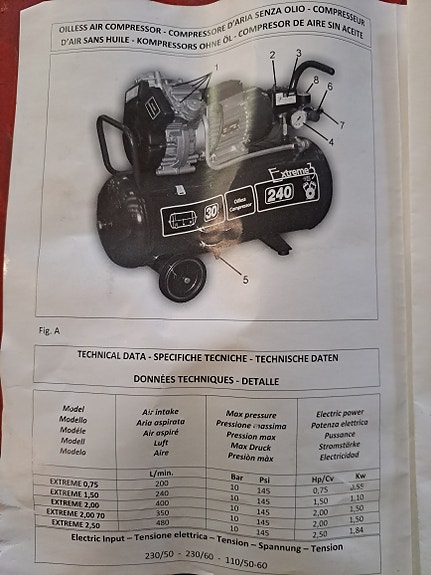 OILLESS AIR COMPRESSOR - COMPRESSORE D'ARIA SENZA OLIO - COMPRESSEUR
D'AIR SANS HUILE - KOMPRESSORS OHNE ÖL - COMPRESOR DE AIRE SIN ACEITE
1
2
3
8
6
7
4
Extreme 3
30
Oilless
Compressor
240
5
Fig. A
TECHNICAL DATA - SPECIFICHE TECNICHE - TECHNISCHE DATEN
DONNÉES TECHNIQUES - DETALLE
Model Air intake Max pressure Electric power
Modello Aria aspirata Pressione massima Potenza elettrica
Modéle Air aspiré Pression max Puissance
Modell Luft Max Druck Stromstärke
Modelo Aire Presiòn màx Electricidad
L/min. Bar Psi Hp/Cv Kw
EXTREME 0,75 200 10 145 0,75 0.55
EXTREME 1,50 240 10 145 1,50 1,10
EXTREME 2,00 400 10 145 2,00 1,50
EXTREME 2,00 70 350 10 145 2,00 1,50
EXTREME 2,50 480 10 145 2,50 1,84
Electric Input – Tensione elettrica – Tension – Spannung – Tension
230/50 - 230/60 - 110/50-60